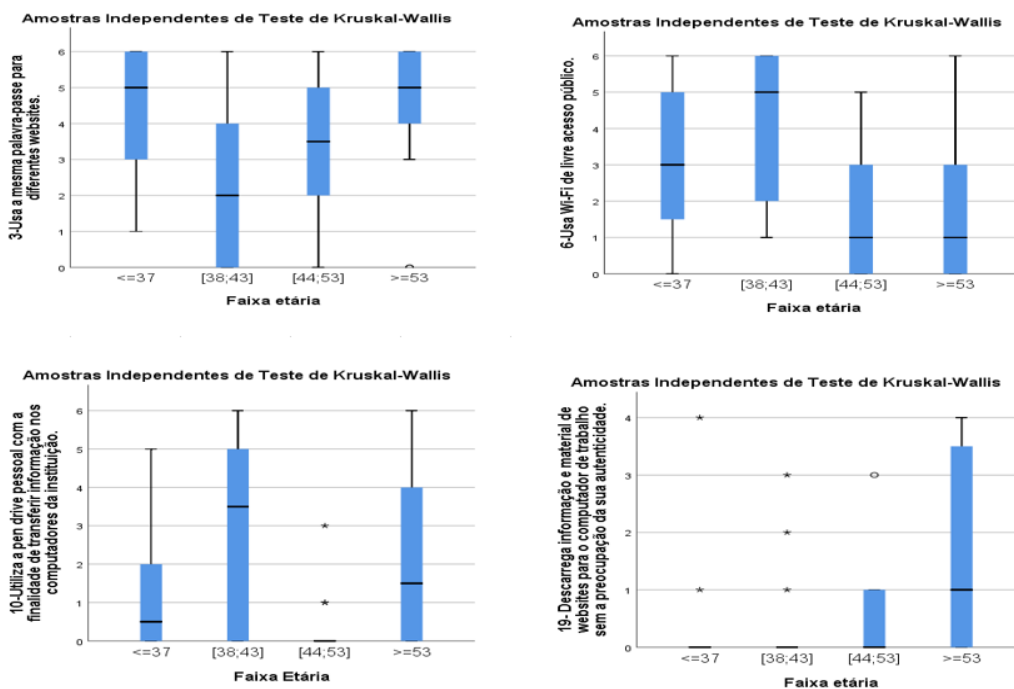 Amostras Independentes de Teste de Kruskal-Wallis
3-Usa a mesma palavra-passe para
diferentes websites.
6
5
4
3
2
1
0
<=37 [38;43] [44;53] >=53
Faixa etária
Amostras Independentes de Teste de Kruskal-Wallis
6-Usa Wi-Fi de livre acesso público.
6
5
4
3
2
1
0
<=37 [38;43] [44;53] >=53
Faixa etária
Amostras Independentes de Teste de Kruskal-Wallis
10-Utiliza a pen drive pessoal com a
finalidade de transferir informação nos
computadores da instituição.
6
5
4
3
2
1
0
<=37 [38;43] [44;53] >=53
Faixa Etária
Amostras Independentes de Teste de Kruskal-Wallis
19- Descarrega informação e material de
websites para o computador de trabalho
sem a preocupação da sua autenticidade.
4
3
2
1
0
<=37 [38;43] [44;53] >=53
Faixa etária